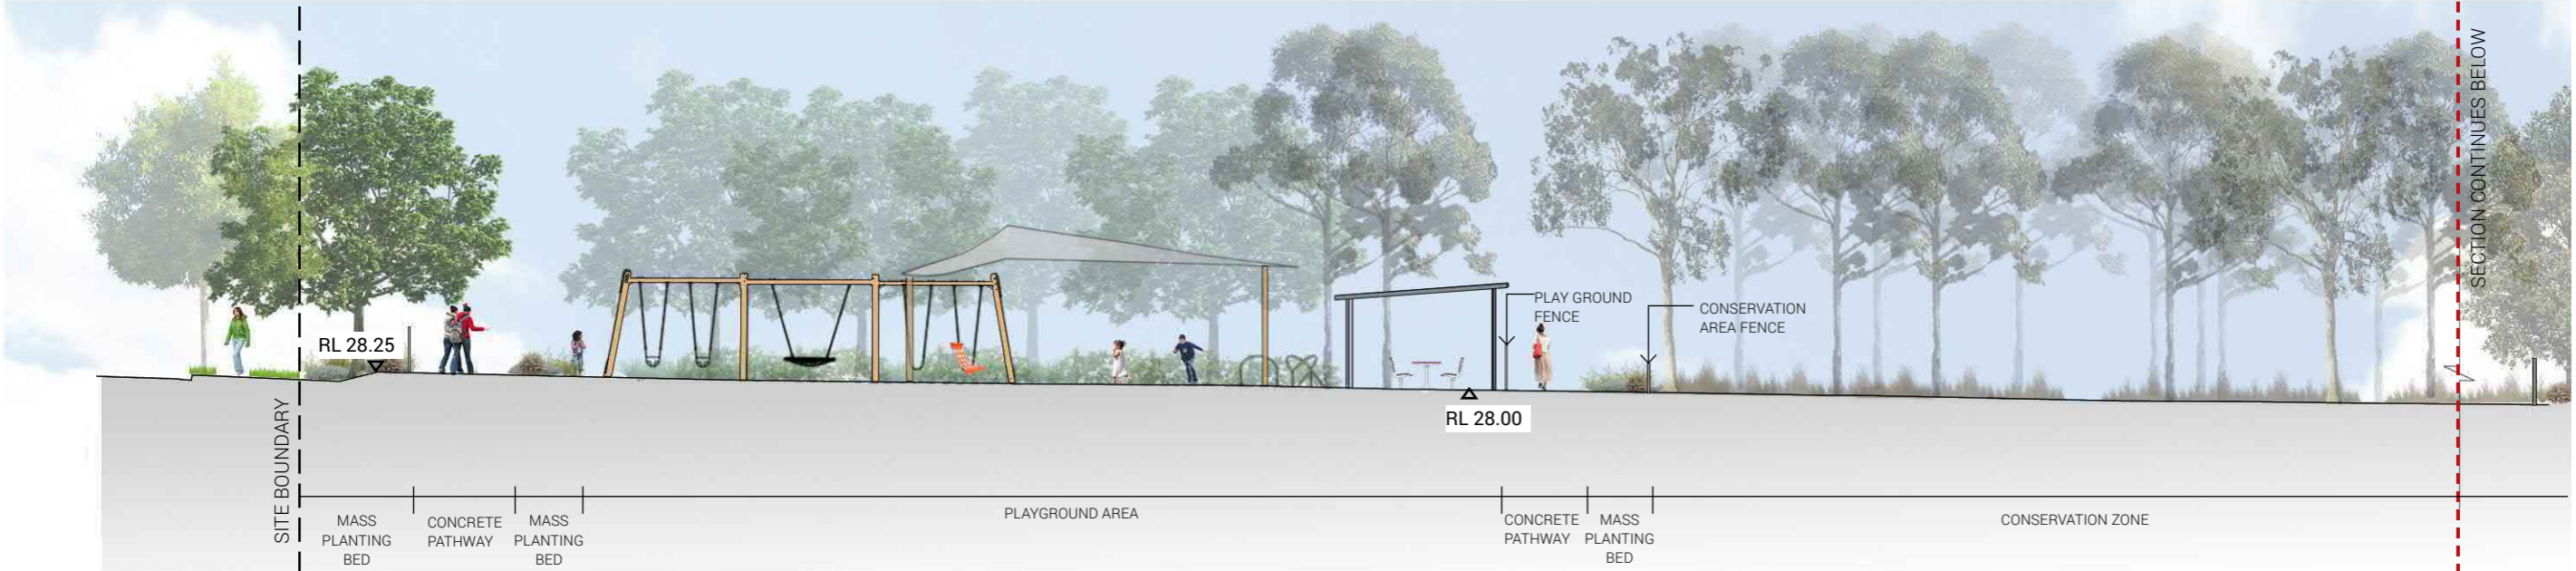 RL 28.25
PLAY GROUND
FENCE
CONSERVATION
AREA FENCE
SECTION CONTINUES BELOW
RL 28.00
SITE BOUNDARY
MASS
PLANTING
BED
CONCRETE
PATHWAY
MASS
PLANTING
BED
PLAYGROUND AREA
CONCRETE
PATHWAY
MASS
PLANTING
BED
CONSERVATION ZONE